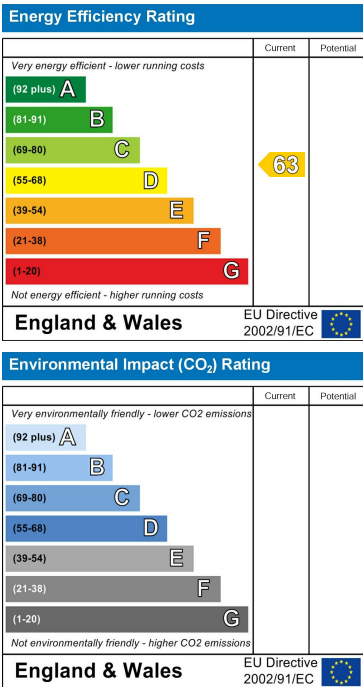 Energy Efficiency Rating
Current Potential
Very energy efficient - lower running costs
(92 plus) A
(81-91) B
(69-80) C
(55-68) D
(39-54) E
(21-38) F
(1-20) G
63
Not energy efficient - higher running costs
England & Wales
EU Directive
2002/91/EC
Environmental Impact (CO₂) Rating
Current Potential
Very environmentally friendly - lower CO2 emissions
(92 plus) A
(81-91) B
(69-80) C
(55-68) D
(39-54) E
(21-38) F
(1-20) G
Not environmentally friendly - higher CO2 emissions
England & Wales
EU Directive
2002/91/EC